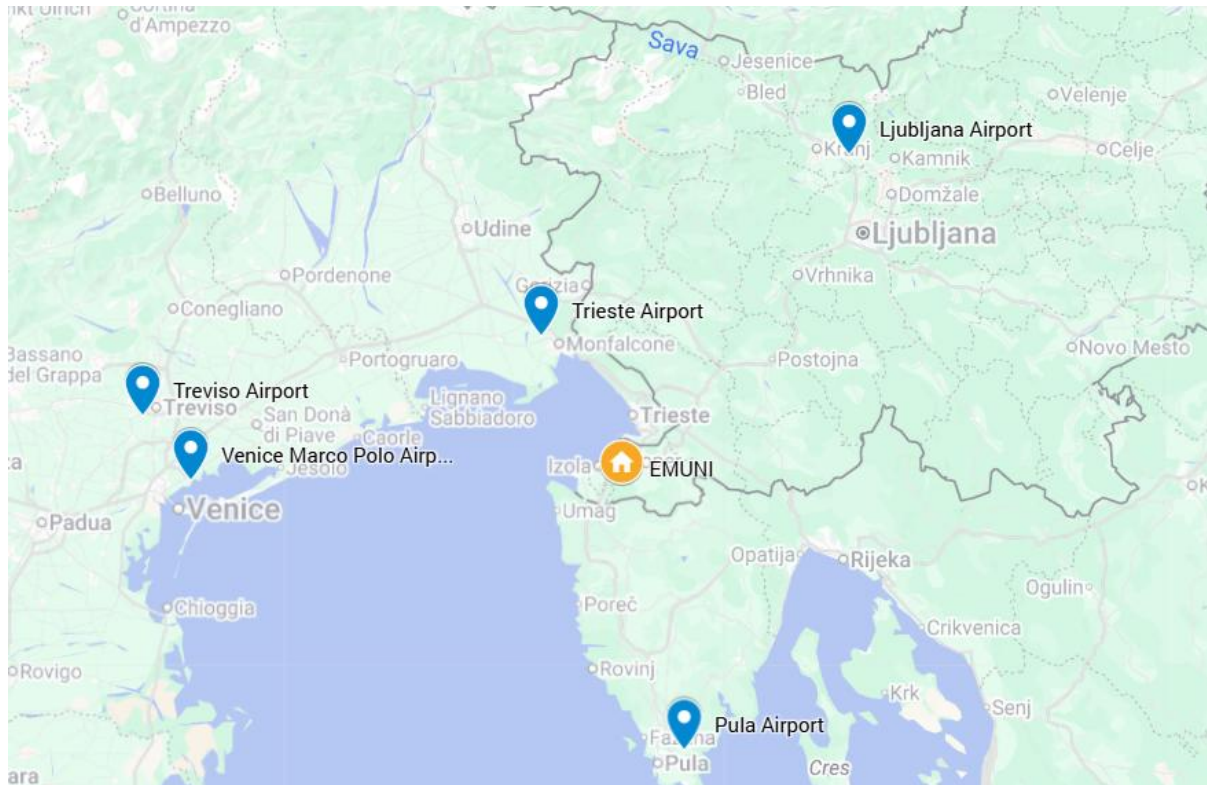 Cortina
d'Ampezzo
Sava
Jesenice
Bled
Velenje
Ljubljana Airport
Kranj
Kamnik
Celje
Belluno
Domžale
Udine
Ljubljana
Pordenone
Vrhnika
Gorizia
Conegliano
Trieste Airport
Monfalcone
Novo Mesto
Bassano
del Grappa
Portogruaro
Postojna
Treviso Airport
Treviso
Lignano
Sabbiadoro
San Donà
di Piave
Trieste
Caorle
Venice Marco Polo Airp...
Jesolo
Izola
EMUNI
Venice
Umag
Padua
Opatija
Rijeka
Ogulin
Chioggia
Poreč
Crikvenica
Rovigo
Rovinj
Krk
Senj
Pula Airport
Pula
Cres